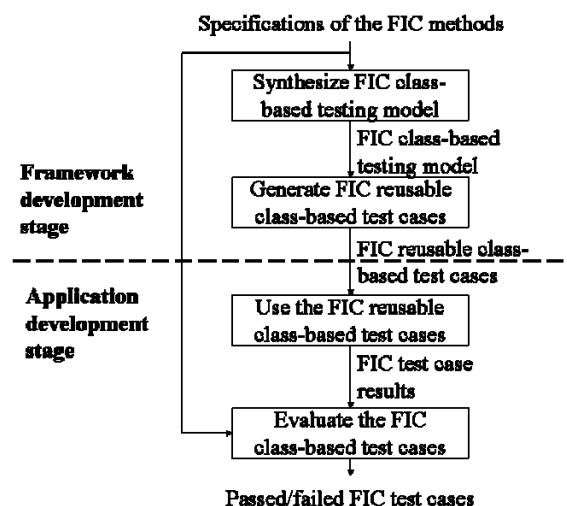 Specifications of the FIC methods
Synthesize FIC class-
based testing model
FIC class-based
testing model
Framework
development
stage
Generate FIC reusable
class-based test cases
FIC reusable class-
based test cases
Application
development
stage
Use the FIC reusable
class-based test cases
FIC test case
results
Evaluate the FIC
class-based test cases
Passed/failed FIC test cases